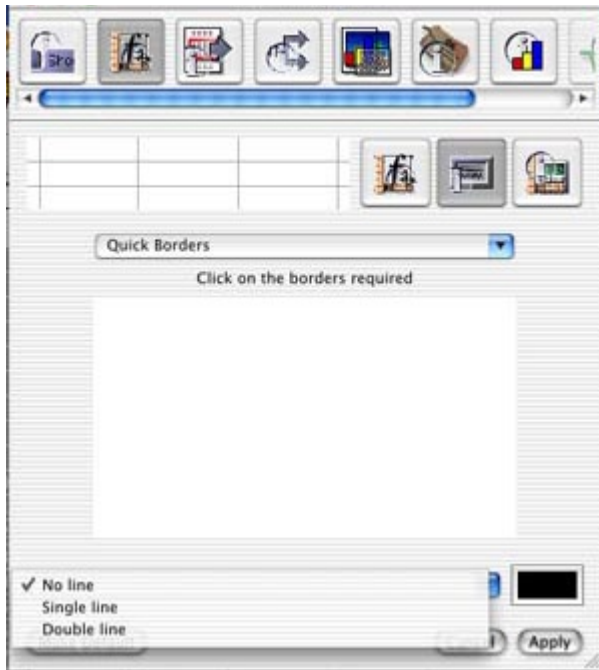 Quick Borders
Click on the borders required
✓ No line
Single line
Double line
Apply